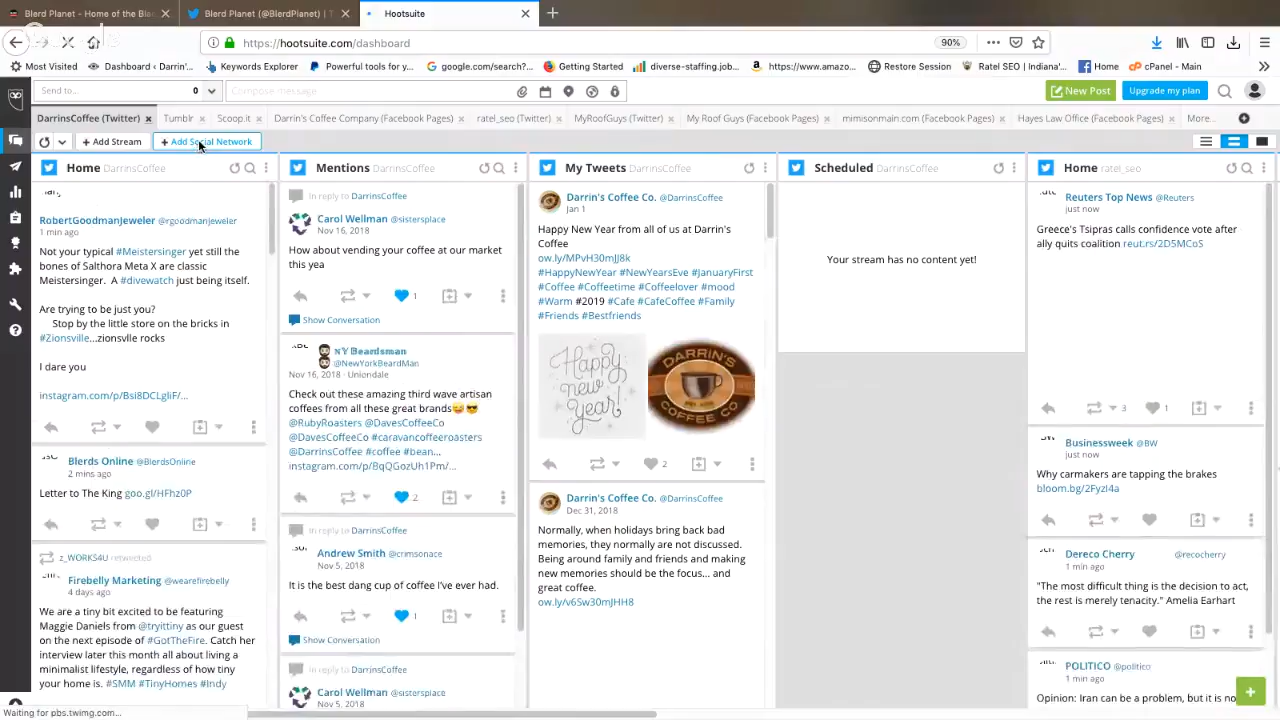 Blerd Planet – Home of the Bla
Blerd Planet (@BlerdPlanet) | T
Hootsuite
https://hootsuite.com/dashboard
90%
Most Visited
Dashboard ‹ Darrin'...
Keywords Explorer
Powerful tools for y...
google.com/search?...
Getting Started
diverse-staffing.job...
https://www.amazo...
Restore Session
Ratel SEO | Indiana'...
Home
cPanel - Main
Send to...
0
Compose message...
New Post
Upgrade my plan
DarrinsCoffee (Twitter)
Tumblr
Scoop.it
Darrin's Coffee Company (Facebook Pages)
ratel_seo (Twitter)
MyRoofGuys (Twitter)
My Roof Guys (Facebook Pages)
mimisonmain.com (Facebook Pages)
Hayes Law Office (Facebook Pages)
More...
+ Add Stream
+ Add Social Network
Home DarrinsCoffee
RobertGoodmanJeweler @rgoodmanjeweler
1 min ago
Not your typical #Meistersinger yet still the
bones of Salthora Meta X are classic
Meistersinger. A #divewatch just being itself.
Are trying to be just you?
Stop by the little store on the bricks in
#Zionsville...zionsvlle rocks
I dare you
instagram.com/p/Bsi8DCLgliF/...
Blerds Online @BlerdsOnline
2 mins ago
Letter to The King goo.gl/HFhz0P
z_WORKS4U retweeted
Firebelly Marketing @wearefirebelly
4 days ago
We are a tiny bit excited to be featuring
Maggie Daniels from @tryittiny as our guest
on the next episode of #GotTheFire. Catch her
interview later this month all about living a
minimalist lifestyle, regardless of how tiny
your home is. #SMM #TinyHomes #Indy
Mentions DarrinsCoffee
In reply to DarrinsCoffee
Carol Wellman @sistersplace
Nov 16, 2018
How about vending your coffee at our market
this yea
1
Show Conversation
NY Beardsman
@NewYorkBeardMan
Nov 16, 2018 · Uniondale
Check out these amazing third wave artisan
coffees from all these great brands😅😎
@RubyRoasters @DavesCoffeeCo
@DavesCoffeeCo #caravancoffeeroasters
@DarrinsCoffee #coffee #bean...
instagram.com/p/BqQGozUh1Pm/...
2
In reply to DarrinsCoffee
Andrew Smith @crimsonace
Nov 5, 2018
It is the best dang cup of coffee I've ever had.
1
Show Conversation
In reply to DarrinsCoffee
Carol Wellman @sistersplace
Nov 5, 2018
My Tweets DarrinsCoffee
Darrin's Coffee Co. @DarrinsCoffee
Jan 1
Happy New Year from all of us at Darrin's
Coffee
ow.ly/MPvH30mJJ8k
#HappyNewYear #NewYearsEve #JanuaryFirst
#Coffee #Coffeetime #Coffeelover #mood
#Warm #2019 #Cafe #CafeCoffee #Family
#Friends #Bestfriends
Happy
new
year!
DARRIN'S
COFFEE CO
2
Darrin's Coffee Co. @DarrinsCoffee
Dec 31, 2018
Normally, when holidays bring back bad
memories, they normally are not discussed.
Being around family and friends and making
new memories should be the focus... and
great coffee.
ow.ly/v6Sw30mJHH8
Scheduled DarrinsCoffee
Your stream has no content yet!
Home ratel_seo
Reuters Top News @Reuters
just now
Greece's Tsipras calls confidence vote after
ally quits coalition reut.rs/2D5MCoS
3
1
Businessweek @BW
just now
Why carmakers are tapping the brakes
bloom.bg/2FyzI4a
Dereco Cherry @recocherry
1 min ago
"The most difficult thing is the decision to act,
the rest is merely tenacity." Amelia Earhart
POLITICO @politico
1 min ago
Opinion: Iran can be a problem, but it is no
Waiting for pbs.twimg.com...